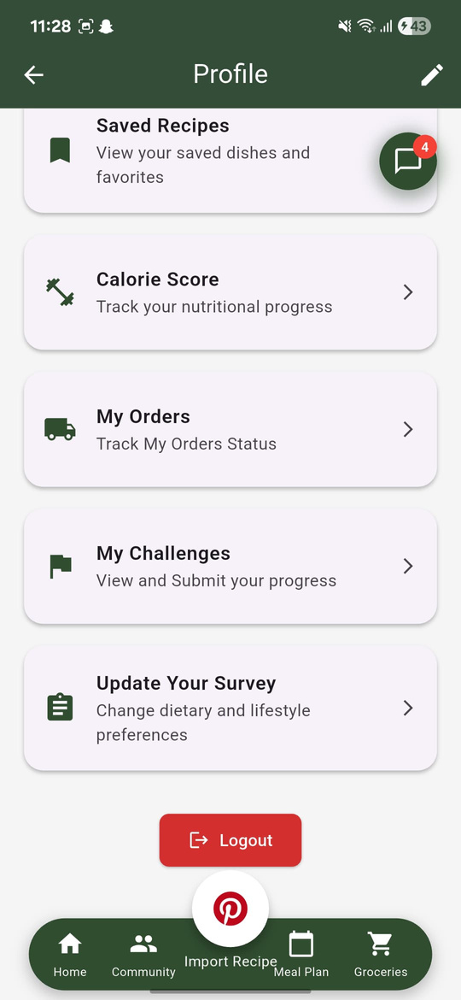 11:28
43
Profile
Saved Recipes
View your saved dishes and
favorites
4
Calorie Score
Track your nutritional progress
My Orders
Track My Orders Status
My Challenges
View and Submit your progress
Update Your Survey
Change dietary and lifestyle
preferences
Logout
Home
Community
Import Recipe
Meal Plan
Groceries